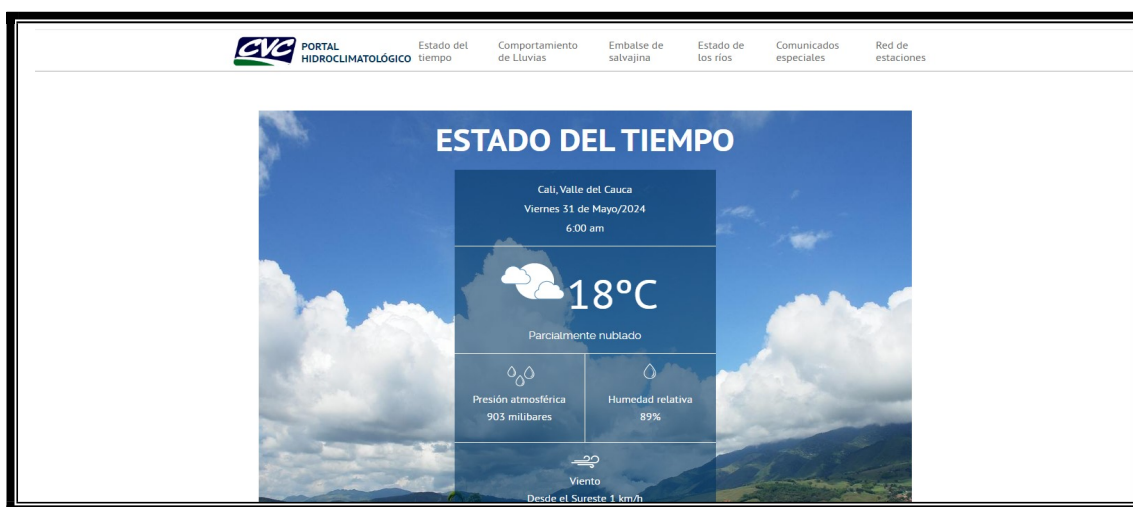 CVC PORTAL
HIDROCLIMATOLÓGICO
Estado del
tiempo
Comportamiento
de Lluvias
Embalse de
salvajina
Estado de
los ríos
Comunicados
especiales
Red de
estaciones
ESTADO DEL TIEMPO
Cali, Valle del Cauca
Viernes 31 de Mayo/2024
6:00 am
18°C
Parcialmente nublado
Presión atmosférica
903 milibares
Humedad relativa
89%
Viento
Desde el Sureste 1 km/h